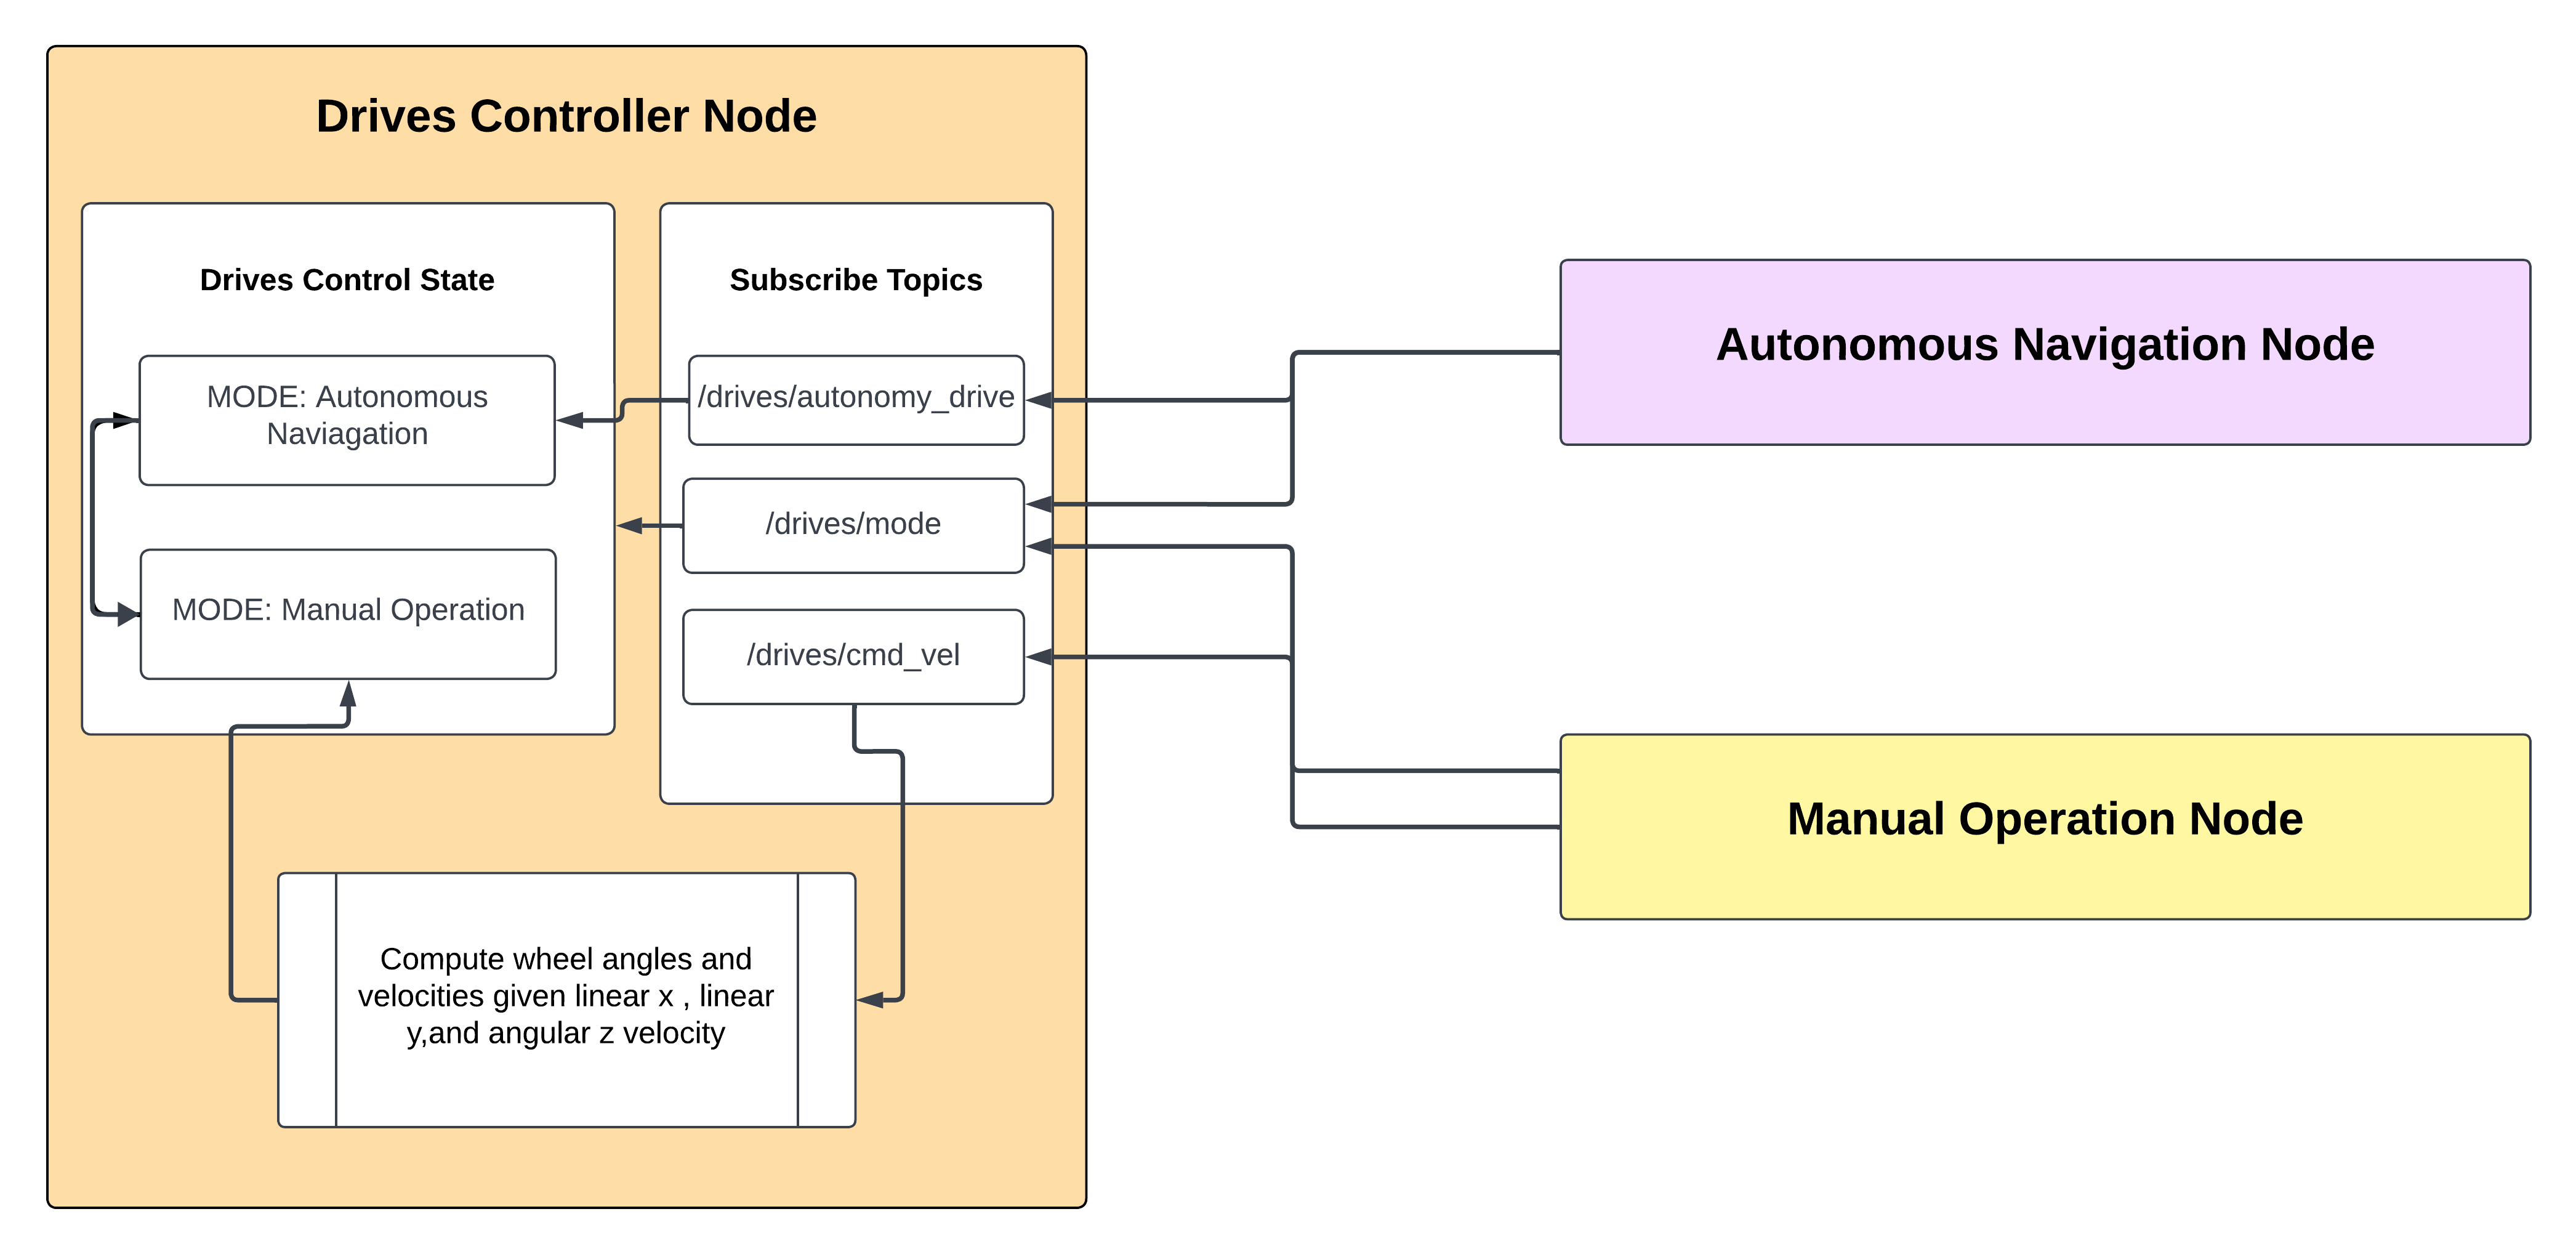 Drives Controller Node
Drives Control State
MODE: Autonomous
Naviagation
MODE: Manual Operation
Subscribe Topics
/drives/autonomy_drive
/drives/mode
/drives/cmd_vel
Compute wheel angles and
velocities given linear x , linear
y,and angular z velocity
Autonomous Navigation Node
Manual Operation Node